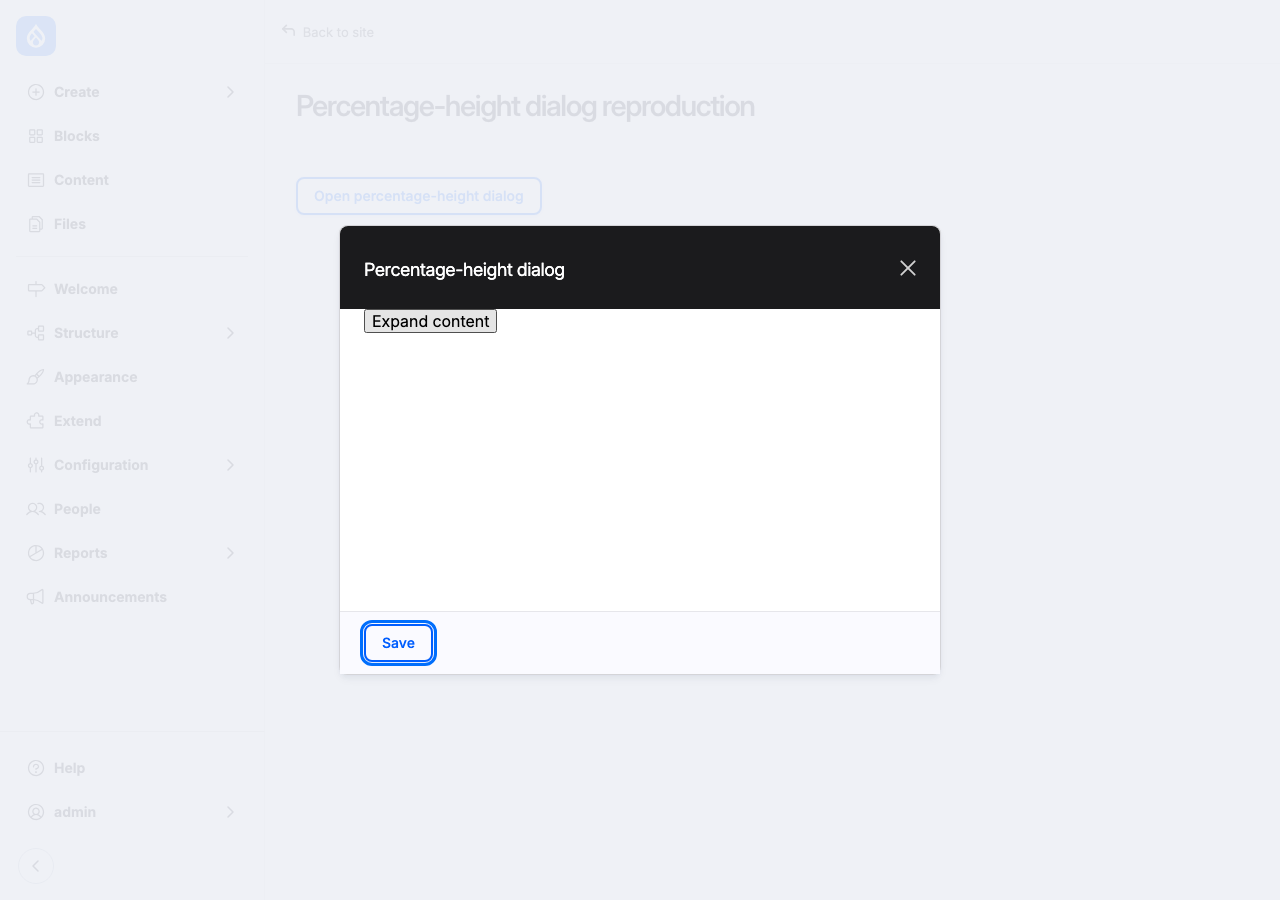 Back to site
Create
Blocks
Content
Files
Welcome
Structure
Appearance
Extend
Configuration
People
Reports
Announcements
Help
admin
Percentage-height dialog reproduction
Open percentage-height dialog
Percentage-height dialog
Expand content
Save